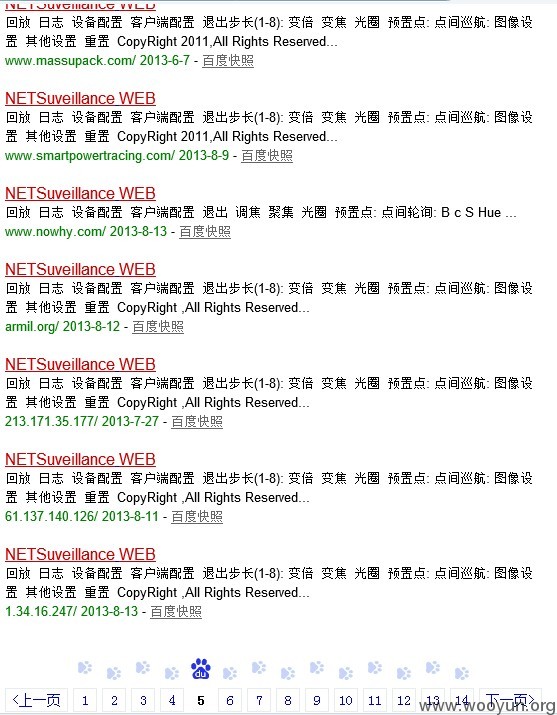 NETSuveillance WEB
回放 日志 设备配置 客户端配置 退出步长(1-8): 变倍 变焦 光圈 预置点: 点间巡航: 图像设
置 其他设置 重置 CopyRight 2011,All Rights Reserved...
www.massupack.com/ 2013-6-7 - 百度快照
NETSuveillance WEB
回放 日志 设备配置 客户端配置 退出步长(1-8): 变倍 变焦 光圈 预置点: 点间巡航: 图像设
置 其他设置 重置 CopyRight 2011,All Rights Reserved...
www.smartpowertracing.com/ 2013-8-9 - 百度快照
NETSuveillance WEB
回放 日志 设备配置 客户端配置 退出 调焦 聚集 光圈 预置点: 点间轮询: B c S Hue ...
www.nowhy.com/ 2013-8-13 - 百度快照
NETSuveillance WEB
回放 日志 设备配置 客户端配置 退出步长(1-8): 变倍 变焦 光圈 预置点: 点间巡航: 图像设
置 其他设置 重置 CopyRight ,All Rights Reserved...
armil.org/ 2013-8-12 - 百度快照
NETSuveillance WEB
回放 日志 设备配置 客户端配置 退出步长(1-8): 变倍 变焦 光圈 预置点: 点间巡航: 图像设
置 其他设置 重置 CopyRight ,All Rights Reserved...
213.171.35.177/ 2013-7-27 - 百度快照
NETSuveillance WEB
回放 日志 设备配置 客户端配置 退出步长(1-8): 变倍 变焦 光圈 预置点: 点间巡航: 图像设
置 其他设置 重置 CopyRight ,All Rights Reserved...
61.137.140.126/ 2013-8-11 - 百度快照
NETSuveillance WEB
回放 日志 设备配置 客户端配置 退出步长(1-8): 变倍 变焦 光圈 预置点: 点间巡航: 图像设
置 其他设置 重置 CopyRight ,All Rights Reserved...
1.34.16.247/ 2013-8-13 - 百度快照
du
<上一页 1 2 3 4 5 6 7 8 9 10 11 12 13 14 下一页>
www.wooyun.org